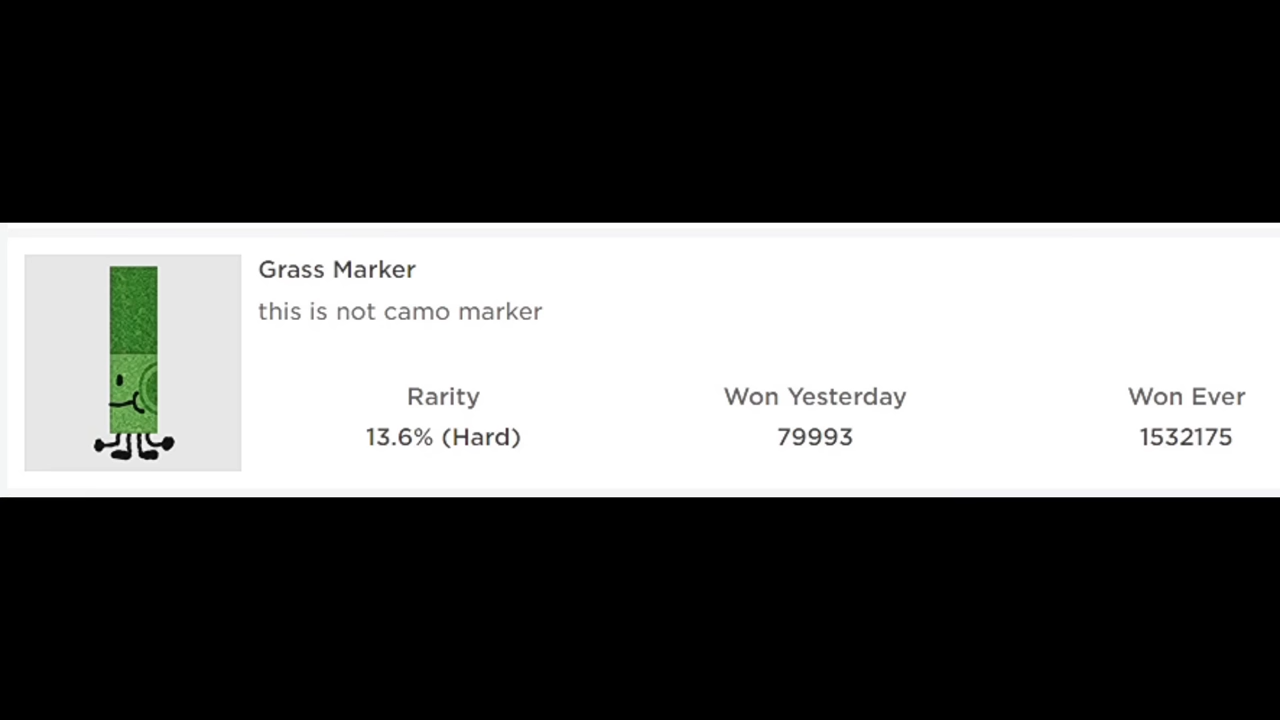 Grass Marker
this is not camo marker
Rarity Won Yesterday Won Ever
13.6% (Hard) 79993 1532175